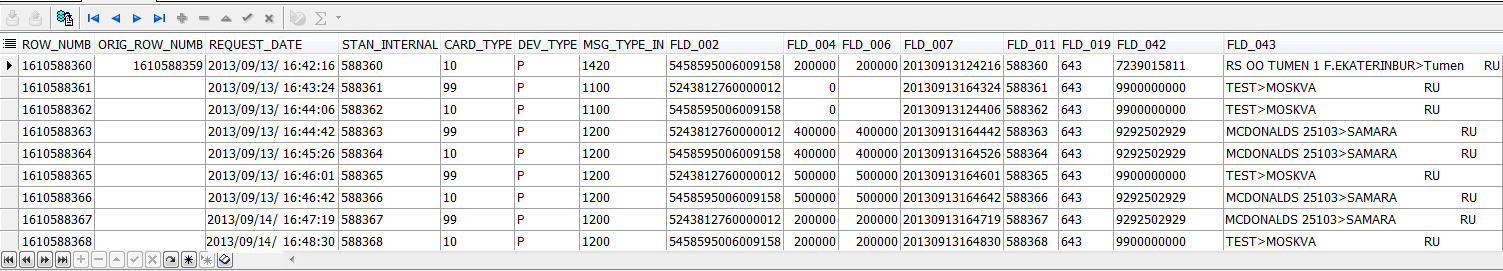 ROW_NUMB ORIG_ROW_NUMB REQUEST_DATE STAN_INTERNAL CARD_TYPE DEV_TYPE MSG_TYPE_IN FLD_002 FLD_004 FLD_006 FLD_007 FLD_011 FLD_019 FLD_042 FLD_043
1610588360 1610588359 2013/09/13/ 16:42:16 588360 10 P 1420 5458595006009158 200000 200000 20130913124216 588360 643 7239015811 RS OO TUMEN 1 F.EKATERINBUR>Tumen RU
1610588361 2013/09/13/ 16:43:24 588361 99 P 1100 5243812760000012 0 20130913164324 588361 643 9900000000 TEST>MOSKVA RU
1610588362 2013/09/13/ 16:44:06 588362 10 P 1100 5458595006009158 0 20130913124406 588362 643 9900000000 TEST>MOSKVA RU
1610588363 2013/09/13/ 16:44:42 588363 99 P 1200 5243812760000012 400000 400000 20130913164442 588363 643 9292502929 MCDONALDS 25103>SAMARA RU
1610588364 2013/09/13/ 16:45:26 588364 10 P 1200 5458595006009158 400000 400000 20130913164526 588364 643 9292502929 MCDONALDS 25103>SAMARA RU
1610588365 2013/09/13/ 16:46:01 588365 99 P 1200 5243812760000012 500000 500000 20130913164601 588365 643 9900000000 TEST>MOSKVA RU
1610588366 2013/09/13/ 16:46:42 588366 10 P 1200 5458595006009158 500000 500000 20130913164642 588366 643 9292502929 MCDONALDS 25103>SAMARA RU
1610588367 2013/09/14/ 16:47:19 588367 99 P 1200 5243812760000012 200000 200000 20130913164719 588367 643 9292502929 MCDONALDS 25103>SAMARA RU
1610588368 2013/09/14/ 16:48:30 588368 10 P 1200 5458595006009158 200000 200000 20130913164830 588368 643 9900000000 TEST>MOSKVA RU